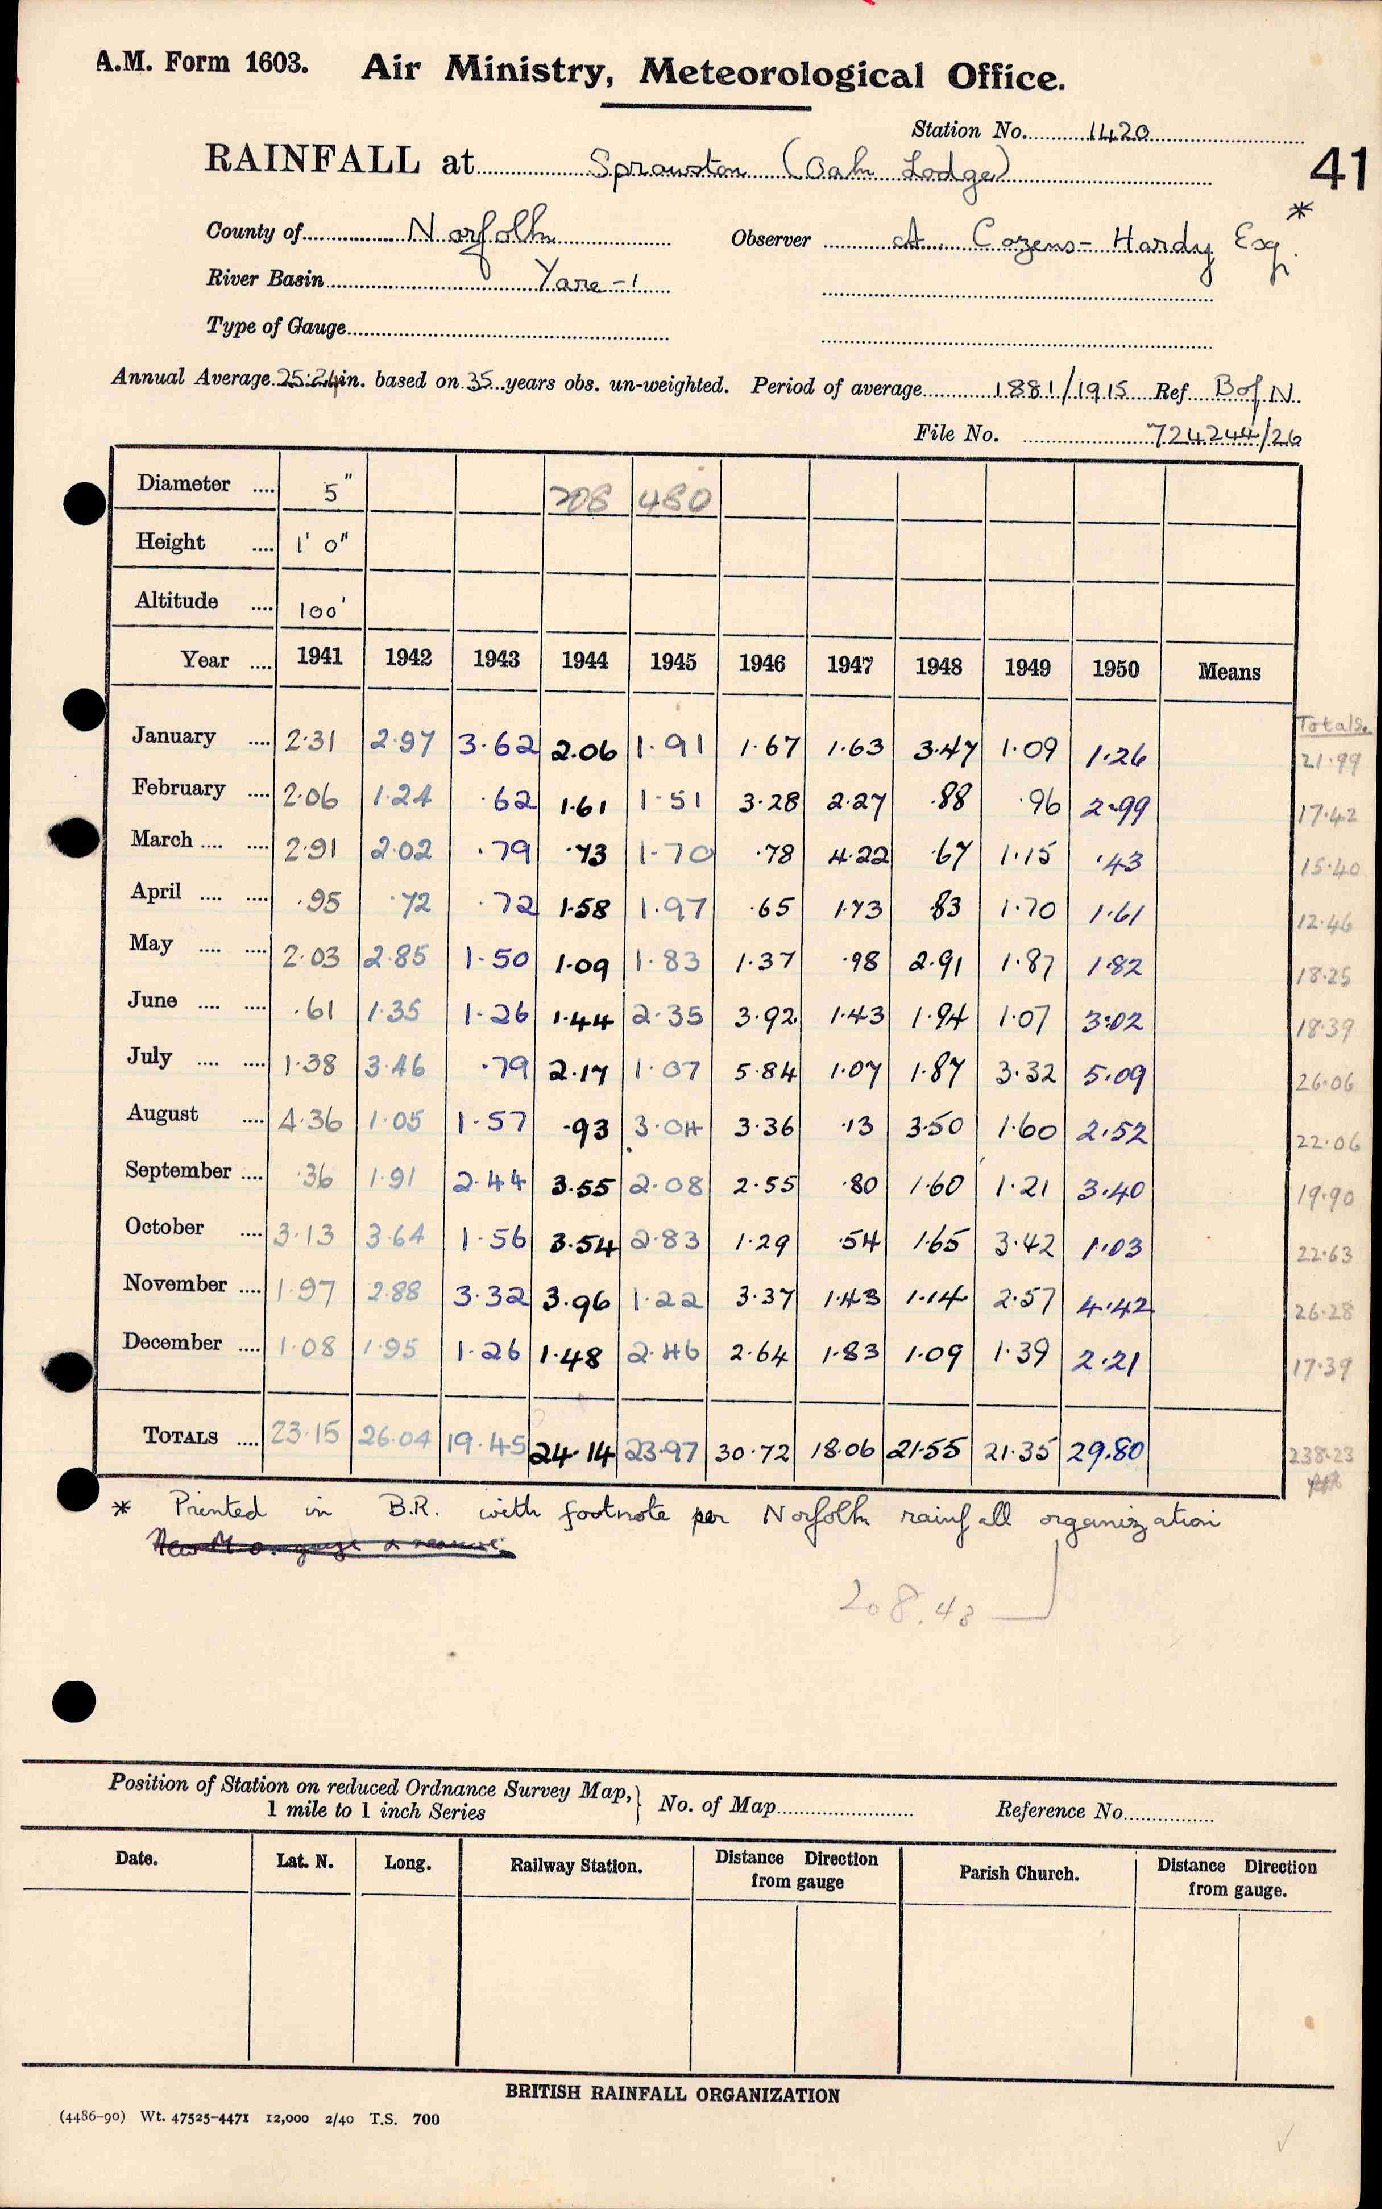 A.M. Form 1603. Air Ministry, Meteorological Office.
Station No. 1420
RAINFALL at Sprowston (Oak Lodge)
41
County of Norfolk Observer A. Cozens-Hardy Esq. *
River Basin Yare-1
Type of Gauge
Annual Average 25.24 in. based on 35 years obs. un-weighted. Period of average 1881/1915 Ref B of N
File No. 724244/26
Diameter .... 5" 208 480
Height .... 1' 0"
Altitude .... 100'
Year .... 1941 1942 1943 1944 1945 1946 1947 1948 1949 1950 Means Totals.
January .... 2.31 2.97 3.62 2.06 1.91 1.67 1.63 3.47 1.09 1.26 21.99
February .... 2.06 1.24 .62 1.61 1.51 3.28 2.27 .88 .96 2.99 17.42
March .... .... 2.91 2.02 .79 .73 1.70 .78 4.22 .67 1.15 .43 15.40
April .... .... .95 .72 .72 1.58 1.97 .65 1.73 .83 1.70 1.61 12.46
May .... .... 2.03 2.85 1.50 1.09 1.83 1.37 .98 2.91 1.87 1.82 18.25
June .... .... .61 1.35 1.26 1.44 2.35 3.92 1.43 1.94 1.07 3.02 18.39
July .... .... 1.38 3.46 .79 2.17 1.07 5.84 1.07 1.87 3.32 5.09 26.06
August .... 4.36 1.05 1.57 .93 3.04 3.36 .13 3.50 1.60 2.52 22.06
September .... .36 1.91 2.44 3.55 2.08 2.55 .80 1.60 1.21 3.40 19.90
October .... 3.13 3.64 1.56 3.54 2.83 1.29 .54 1.65 3.42 1.03 22.63
November .... 1.97 2.88 3.32 3.96 1.22 3.37 1.43 1.14 2.57 4.42 26.28
December .... 1.08 1.95 1.26 1.48 2.46 2.64 1.83 1.09 1.39 2.21 17.39
TOTALS .... 23.15 26.04 19.45 24.14 23.97 30.72 18.06 21.55 21.35 29.80 238.23
* Printed in B.R. with footnote per Norfolk rainfall organization
208.48
Position of Station on reduced Ordnance Survey Map, 1 mile to 1 inch Series } No. of Map Reference No.
Date. Lat. N. Long. Railway Station. Distance Direction from gauge Parish Church. Distance Direction from gauge.
BRITISH RAINFALL ORGANIZATION
(4486-90) Wt. 47525-4471 12,000 2/40 T.S. 700